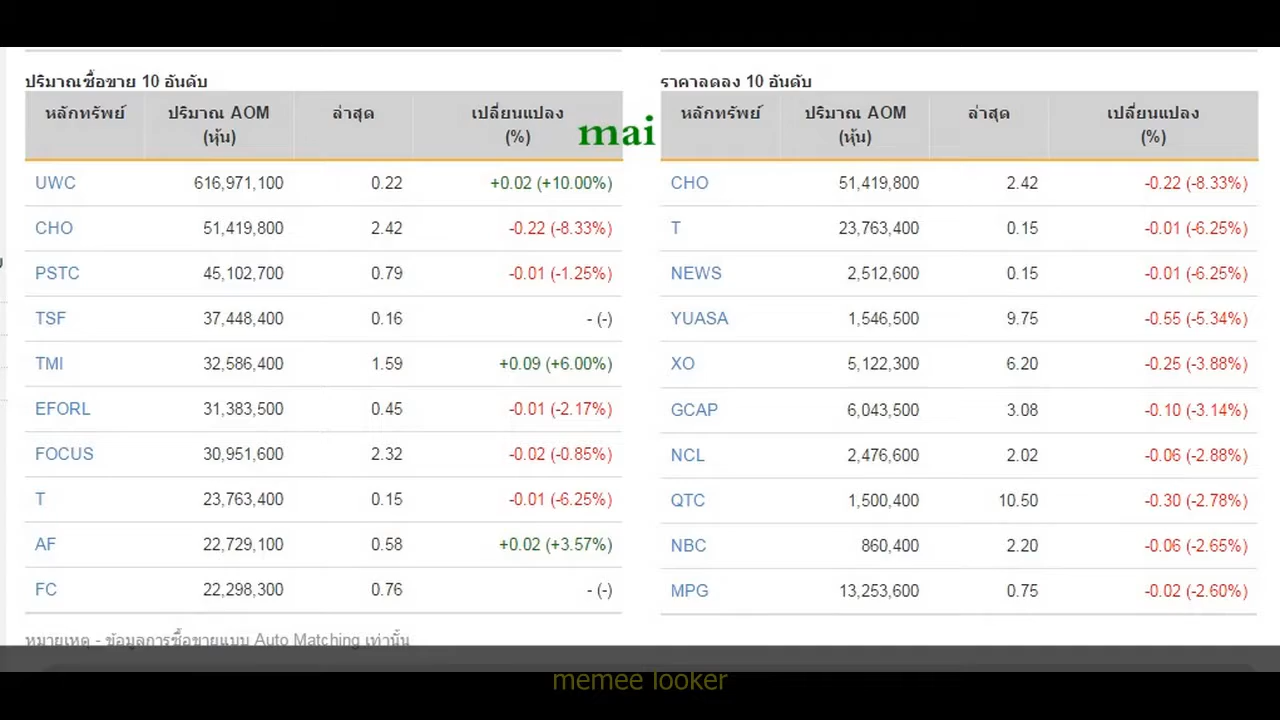 ปริมาณซื้อขาย 10 อันดับ
หลักทรัพย์ ปริมาณ AOM (หุ้น) ล่าสุด เปลี่ยนแปลง (%)
UWC 616,971,100 0.22 +0.02 (+10.00%)
CHO 51,419,800 2.42 -0.22 (-8.33%)
PSTC 45,102,700 0.79 -0.01 (-1.25%)
TSF 37,448,400 0.16 - (-)
TMI 32,586,400 1.59 +0.09 (+6.00%)
EFORL 31,383,500 0.45 -0.01 (-2.17%)
FOCUS 30,951,600 2.32 -0.02 (-0.85%)
T 23,763,400 0.15 -0.01 (-6.25%)
AF 22,729,100 0.58 +0.02 (+3.57%)
FC 22,298,300 0.76 - (-)
หมายเหตุ - ข้อมูลการซื้อขายแบบ Auto Matching เท่านั้น
mai
ราคาลดลง 10 อันดับ
หลักทรัพย์ ปริมาณ AOM (หุ้น) ล่าสุด เปลี่ยนแปลง (%)
CHO 51,419,800 2.42 -0.22 (-8.33%)
T 23,763,400 0.15 -0.01 (-6.25%)
NEWS 2,512,600 0.15 -0.01 (-6.25%)
YUASA 1,546,500 9.75 -0.55 (-5.34%)
XO 5,122,300 6.20 -0.25 (-3.88%)
GCAP 6,043,500 3.08 -0.10 (-3.14%)
NCL 2,476,600 2.02 -0.06 (-2.88%)
QTC 1,500,400 10.50 -0.30 (-2.78%)
NBC 860,400 2.20 -0.06 (-2.65%)
MPG 13,253,600 0.75 -0.02 (-2.60%)
memee looker